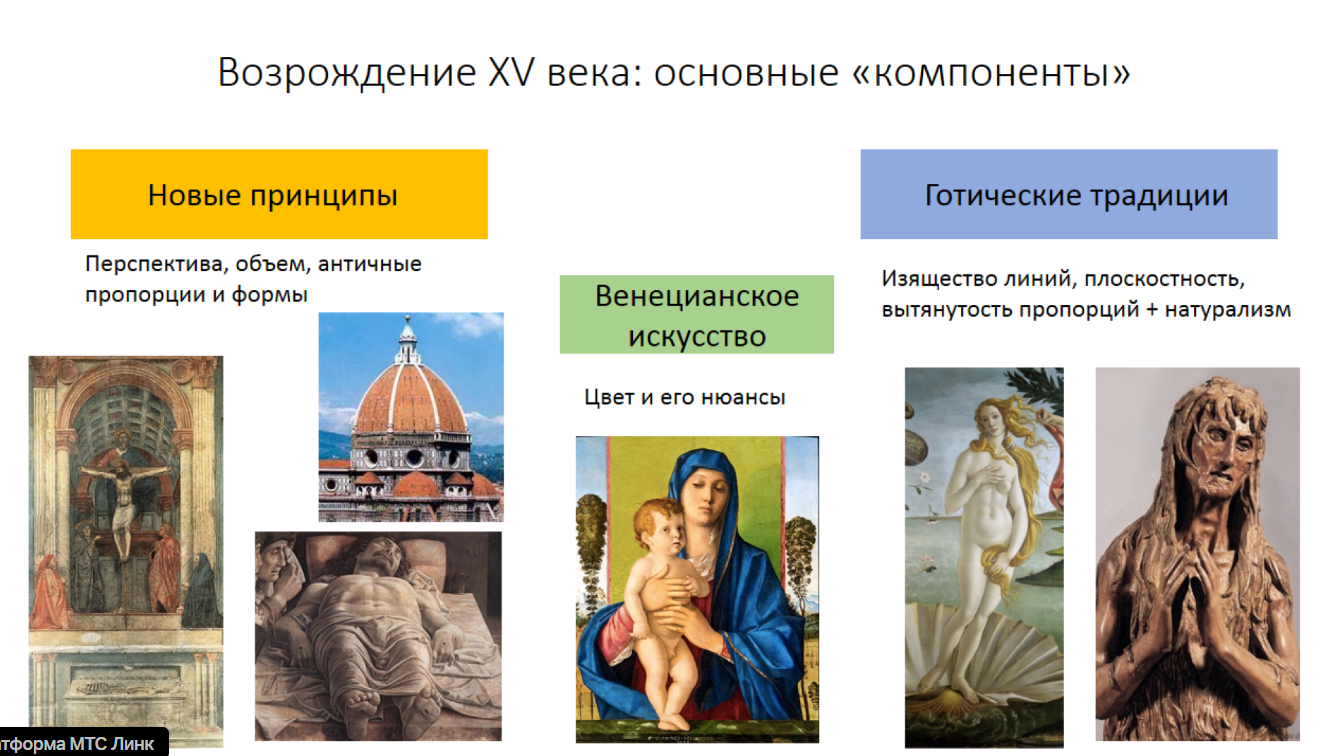 Возрождение XV века: основные «компоненты»
Новые принципы
Перспектива, объем, античные
пропорции и формы
Венецианское
искусство
Цвет и его нюансы
Готические традиции
Изящество линий, плоскостность,
вытянутость пропорций + натурализм
атформа МТС Линк